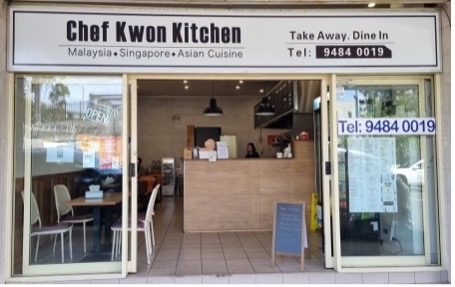 Chef Kwon Kitchen
Malaysia • Singapore • Asian Cuisine
Take Away. Dine In
Tel: 9484 0019
OPEN
Tel: 9484 0019